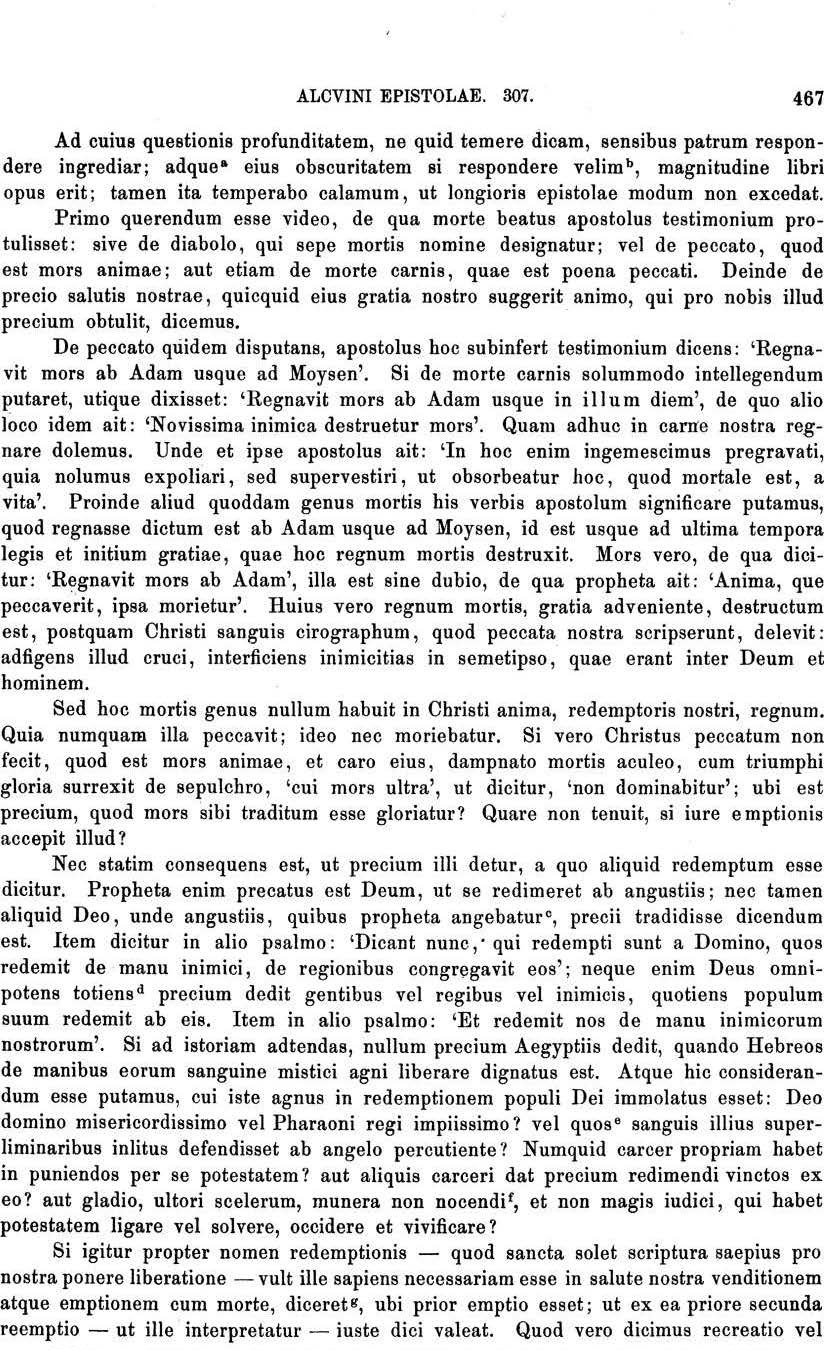 ALCVINI EPISTOLAE. 307. 467
Ad cuius questionis profunditatem, ne quid temere dicam, sensibus patrum respon-
dere ingrediar; adqueᵃ eius obscuritatem si respondere velimᵇ, magnitudine libri
opus erit; tamen ita temperabo calamum, ut longioris epistolae modum non excedat.
Primo querendum esse video, de qua morte beatus apostolus testimonium pro-
tulisset: sive de diabolo, qui sepe mortis nomine designatur; vel de peccato, quod
est mors animae; aut etiam de morte carnis, quae est poena peccati. Deinde de
precio salutis nostrae, quicquid eius gratia nostro suggerit animo, qui pro nobis illud
precium obtulit, dicemus.
De peccato quidem disputans, apostolus hoc subinfert testimonium dicens: ‘Regna-
vit mors ab Adam usque ad Moysen’. Si de morte carnis solummodo intellegendum
putaret, utique dixisset: ‘Regnavit mors ab Adam usque in illum diem’, de quo alio
loco idem ait: ‘Novissima inimica destruetur mors’. Quam adhuc in carne nostra reg-
nare dolemus. Unde et ipse apostolus ait: ‘In hoc enim ingemescimus pregravati,
quia nolumus expoliari, sed supervestiri, ut obsorbeatur hoc, quod mortale est, a
vita’. Proinde aliud quoddam genus mortis his verbis apostolum significare putamus,
quod regnasse dictum est ab Adam usque ad Moysen, id est usque ad ultima tempora
legis et initium gratiae, quae hoc regnum mortis destruxit. Mors vero, de qua dici-
tur: ‘Regnavit mors ab Adam’, illa est sine dubio, de qua propheta ait: ‘Anima, que
peccaverit, ipsa morietur’. Huius vero regnum mortis, gratia adveniente, destructum
est, postquam Christi sanguis cirographum, quod peccata nostra scripserunt, delevit:
adfigens illud cruci, interficiens inimicitias in semetipso, quae erant inter Deum et
hominem.
Sed hoc mortis genus nullum habuit in Christi anima, redemptoris nostri, regnum.
Quia numquam illa peccavit; ideo nec moriebatur. Si vero Christus peccatum non
fecit, quod est mors animae, et caro eius, dampnato mortis aculeo, cum triumphi
gloria surrexit de sepulchro, ‘cui mors ultra’, ut dicitur, ‘non dominabitur’; ubi est
precium, quod mors sibi traditum esse gloriatur? Quare non tenuit, si iure emptionis
accepit illud?
Nec statim consequens est, ut precium illi detur, a quo aliquid redemptum esse
dicitur. Propheta enim precatus est Deum, ut se redimeret ab angustiis; nec tamen
aliquid Deo, unde angustiis, quibus propheta angebaturᶜ, precii tradidisse dicendum
est. Item dicitur in alio psalmo: ‘Dicant nunc, qui redempti sunt a Domino, quos
redemit de manu inimici, de regionibus congregavit eos’; neque enim Deus omni-
potens totiensᵈ precium dedit gentibus vel regibus vel inimicis, quotiens populum
suum redemit ab eis. Item in alio psalmo: ‘Et redemit nos de manu inimicorum
nostrorum’. Si ad istoriam adtendas, nullum precium Aegyptiis dedit, quando Hebreos
de manibus eorum sanguine mistici agni liberare dignatus est. Atque hic consideran-
dum esse putamus, cui iste agnus in redemptionem populi Dei immolatus esset: Deo
domino misericordissimo vel Pharaoni regi impiissimo? vel quosᵉ sanguis illius super-
liminaribus inlitus defendisset ab angelo percutiente? Numquid carcer propriam habet
in puniendos per se potestatem? aut aliquis carceri dat precium redimendi vinctos ex
eo? aut gladio, ultori scelerum, munera non nocendiᶠ, et non magis iudici, qui habet
potestatem ligare vel solvere, occidere et vivificare?
Si igitur propter nomen redemptionis — quod sancta solet scriptura saepius pro
nostra ponere liberatione — vult ille sapiens necessariam esse in salute nostra venditionem
atque emptionem cum morte, diceretᵍ, ubi prior emptio esset; ut ex ea priore secunda
reemptio — ut ille interpretatur — iuste dici valeat. Quod vero dicimus recreatio vel